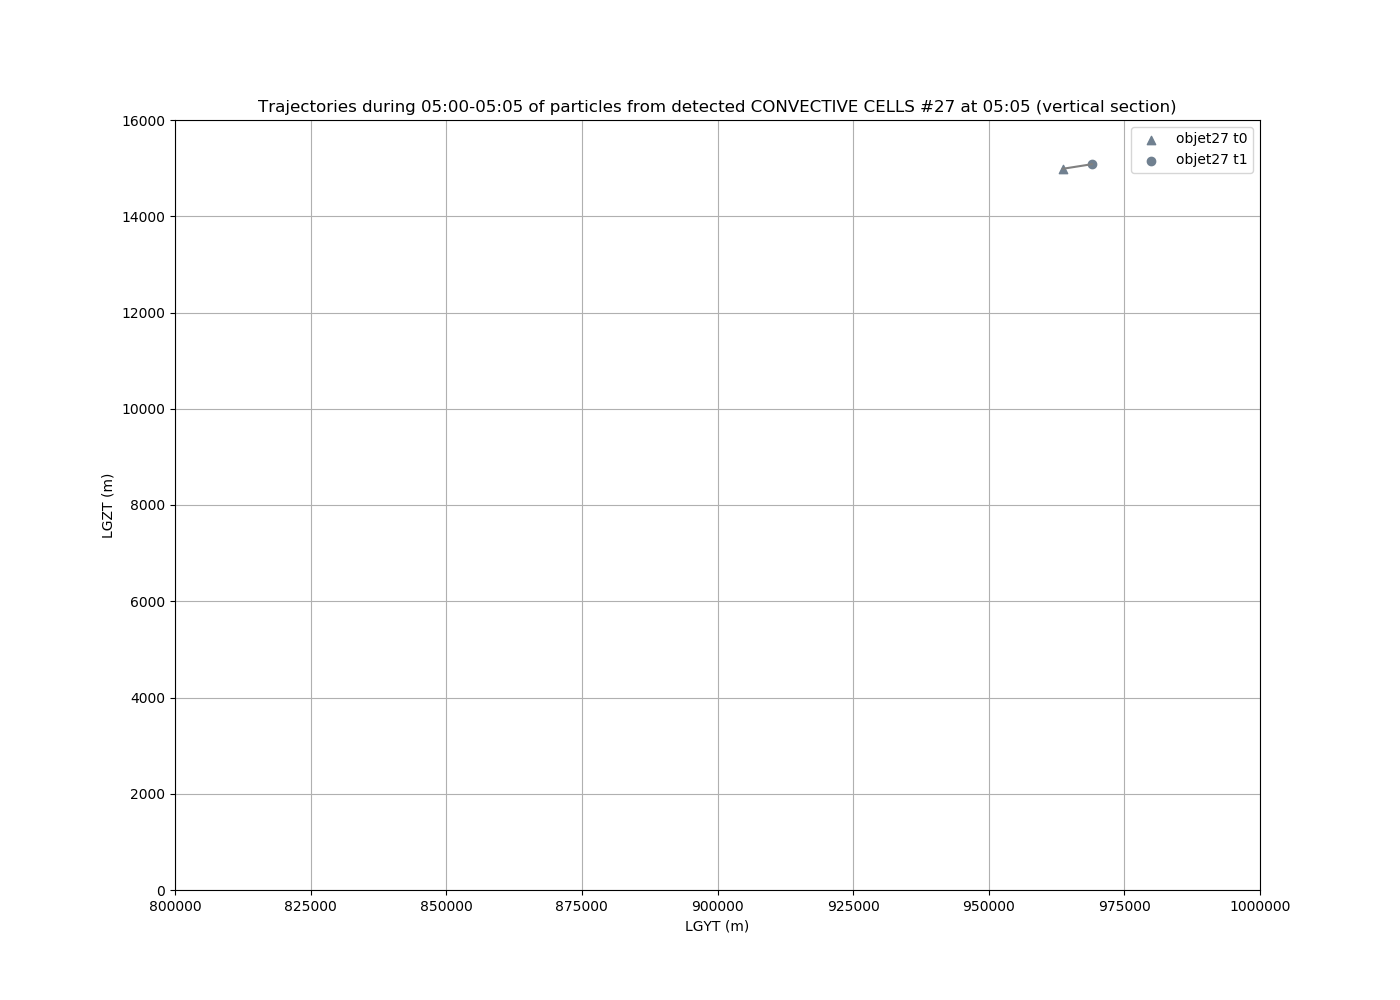 Trajectories during 05:00-05:05 of particles from detected CONVECTIVE CELLS #27 at 05:05 (vertical section)
objet27 t0
objet27 t1
16000
14000
12000
10000
8000
6000
4000
2000
0
LGZT (m)
800000 825000 850000 875000 900000 925000 950000 975000 1000000
LGYT (m)